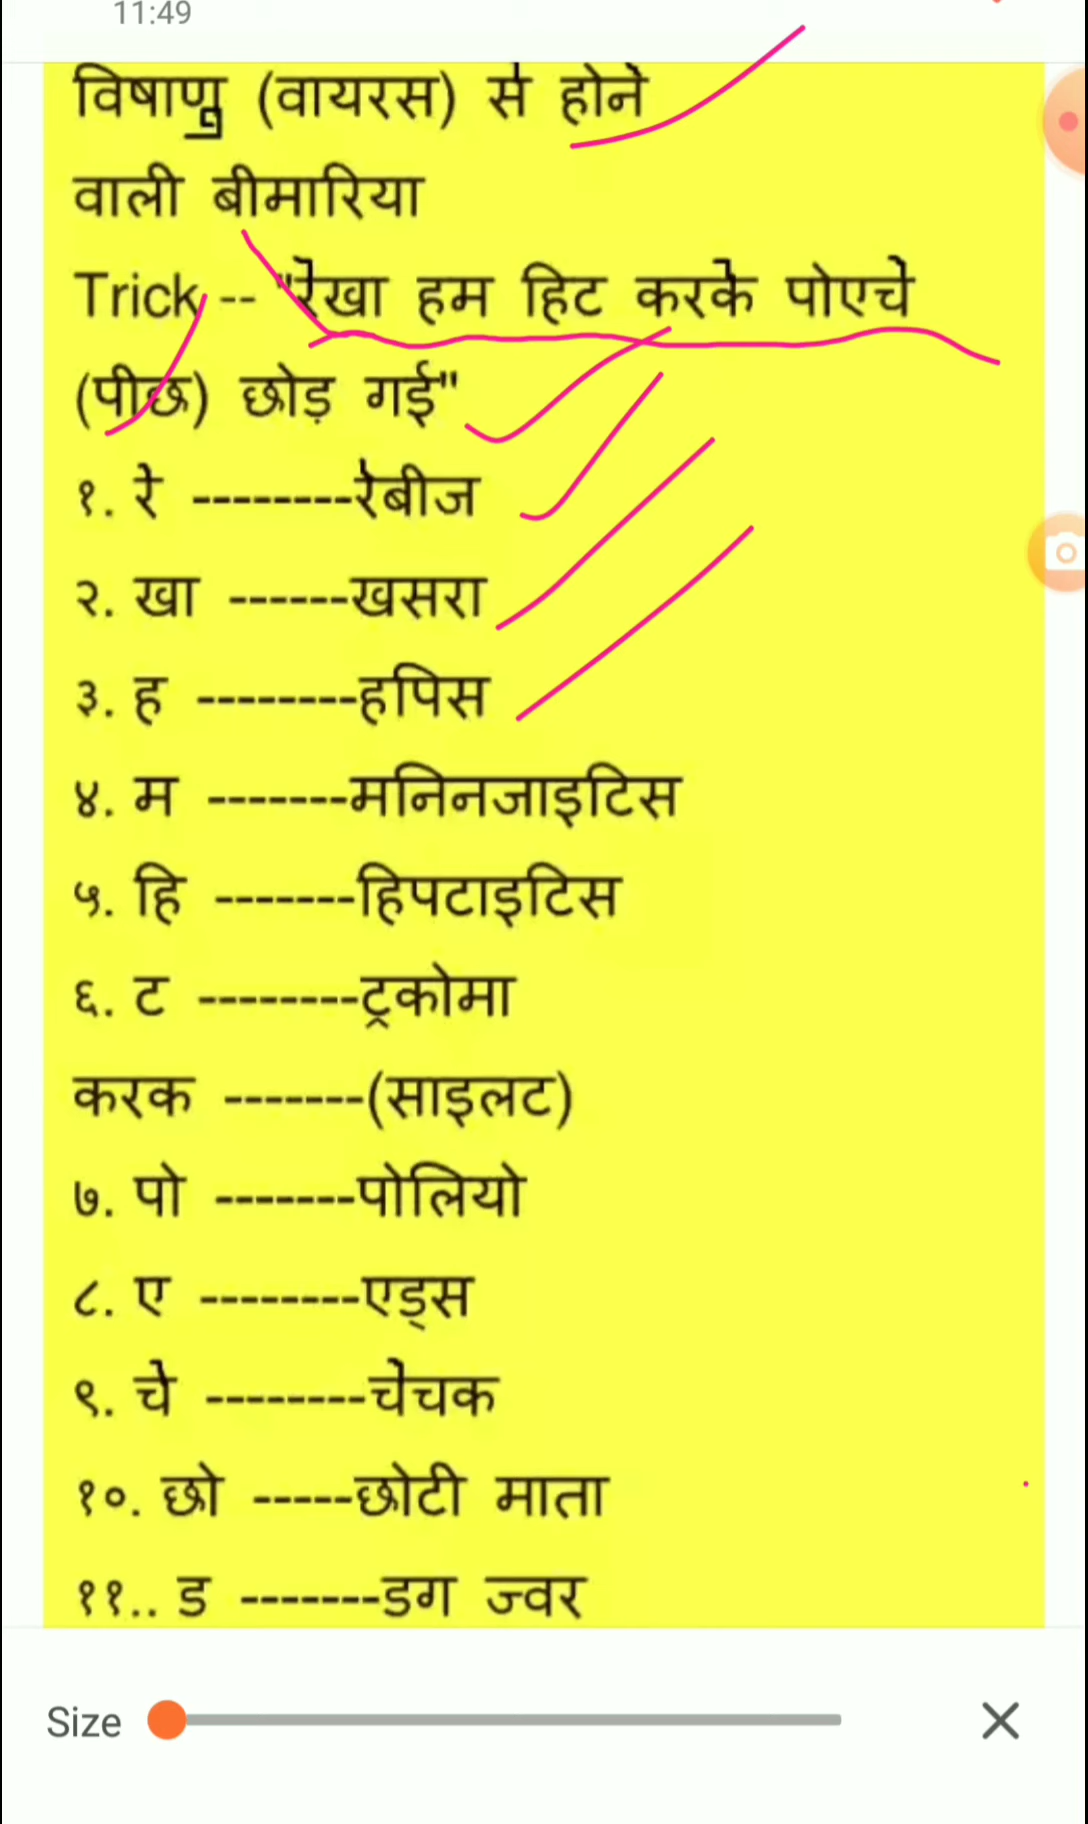 11:49
विषाणु (वायरस) से होने
वाली बीमारिया
Trick -- "रेखा हम हिट करके पोएचे
(पीछ) छोड़ गई"
१. रे --------रेबीज
२. खा ------खसरा
३. ह --------हपिस
४. म -------मनिनजाइटिस
५. हि -------हिपटाइटिस
६. ट --------ट्रकोमा
करक -------(साइलट)
७. पो -------पोलियो
८. ए --------एड्स
९. चे --------चेचक
१०. छो -----छोटी माता
११.. ड -------डग ज्वर
Size